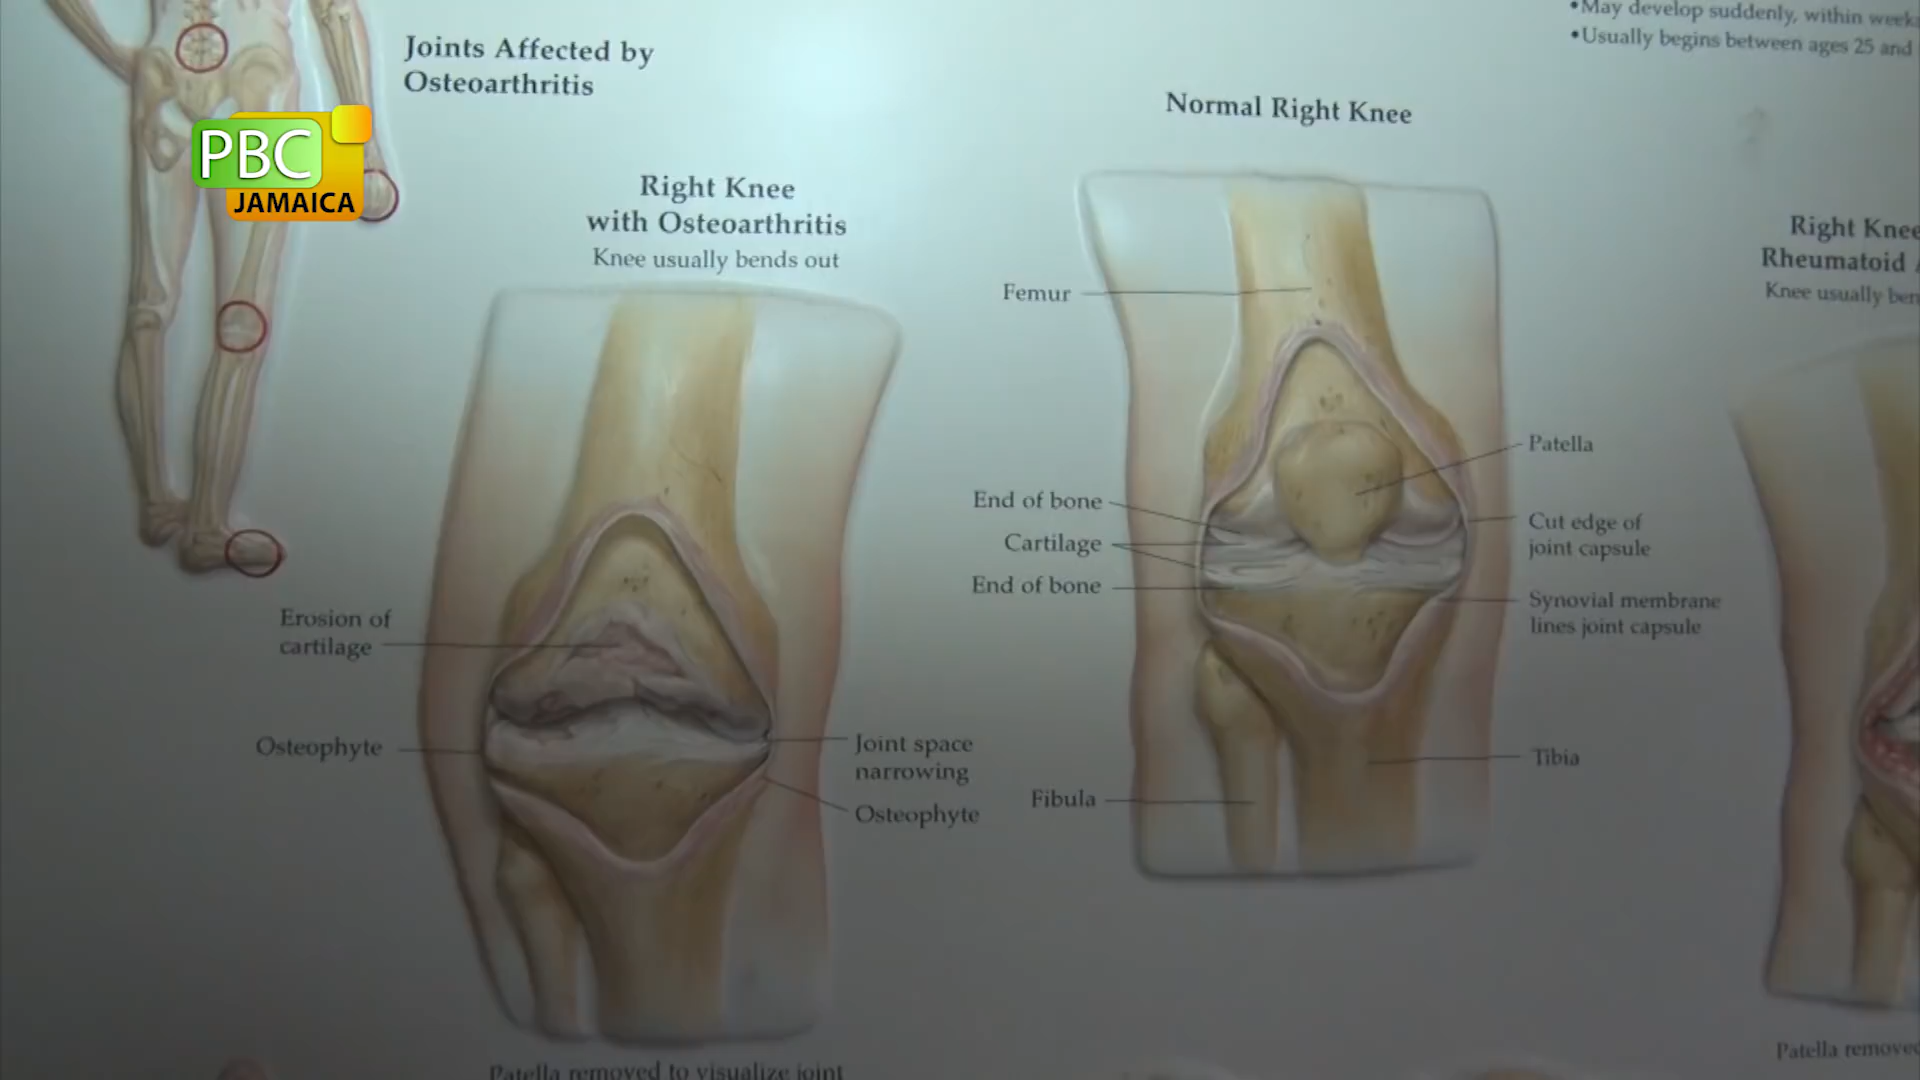 •May develop suddenly, within
•Usually begins between ages 25 and
Joints Affected by
Osteoarthritis
PBC
JAMAICA
Right Knee
with Osteoarthritis
Knee usually bends out
Erosion of
cartilage
Osteophyte
Joint space
narrowing
Osteophyte
Patella removed to visualize joint
Normal Right Knee
Femur
End of bone
Cartilage
End of bone
Fibula
Patella
Cut edge of
joint capsule
Synovial membrane
lines joint capsule
Tibia
Right Knee
Rheumatoid
Knee usually
Patella removed